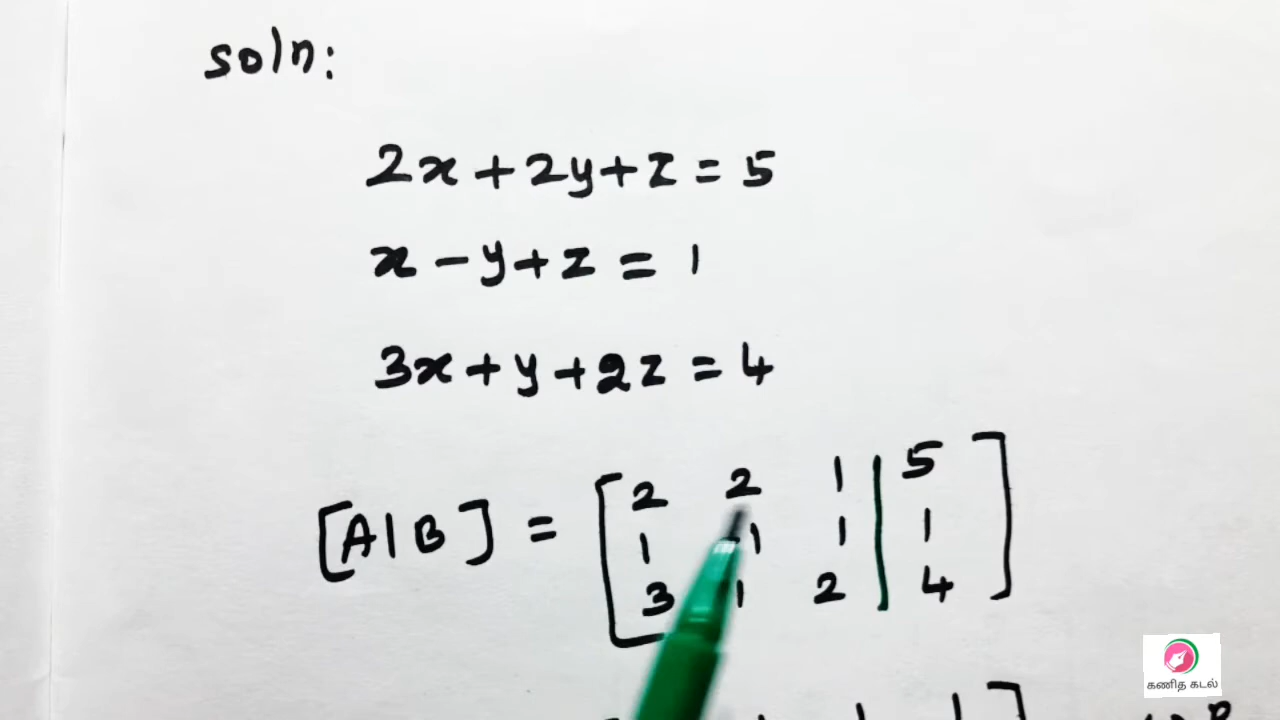 soln:
2x + 2y + z = 5
x - y + z = 1
3x + y + 2z = 4
[A|B] = [2 2 1 | 5
1 -1 1 | 1
3 1 2 | 4]
கணித கடல்